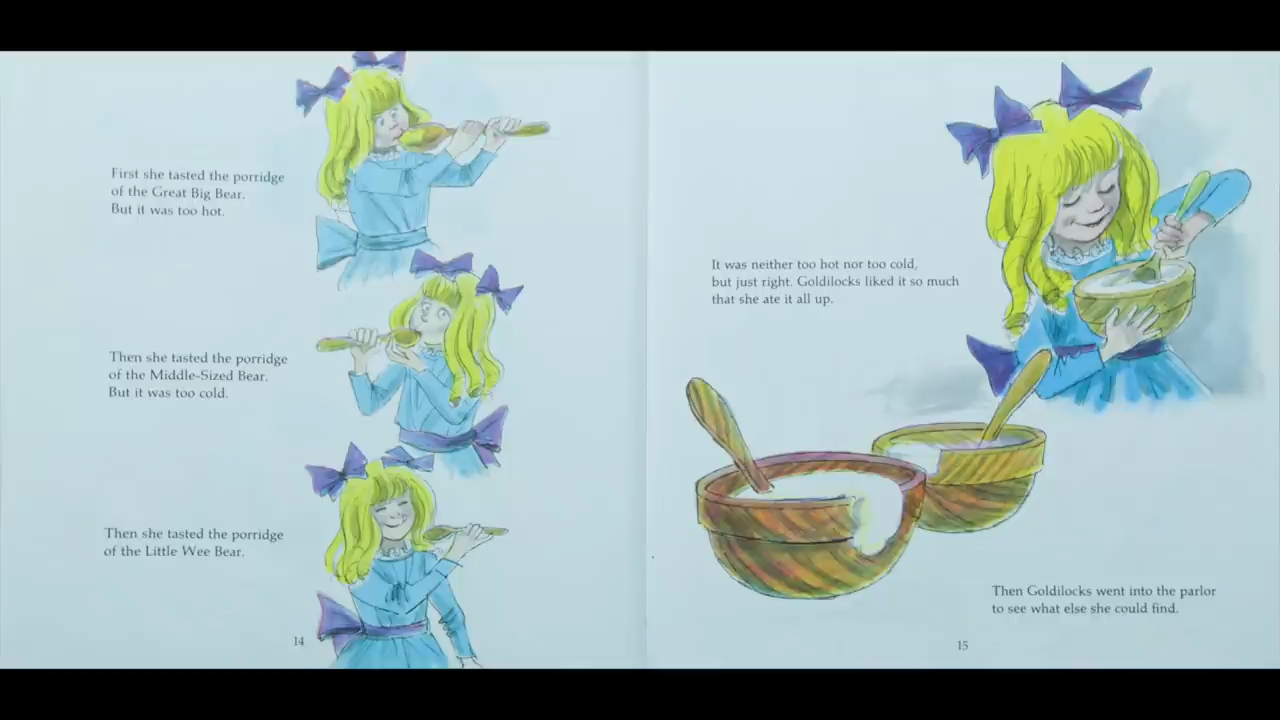 First she tasted the porridge
of the Great Big Bear.
But it was too hot.
Then she tasted the porridge
of the Middle-Sized Bear.
But it was too cold.
Then she tasted the porridge
of the Little Wee Bear.
14
It was neither too hot nor too cold,
but just right. Goldilocks liked it so much
that she ate it all up.
Then Goldilocks went into the parlor
to see what else she could find.
15